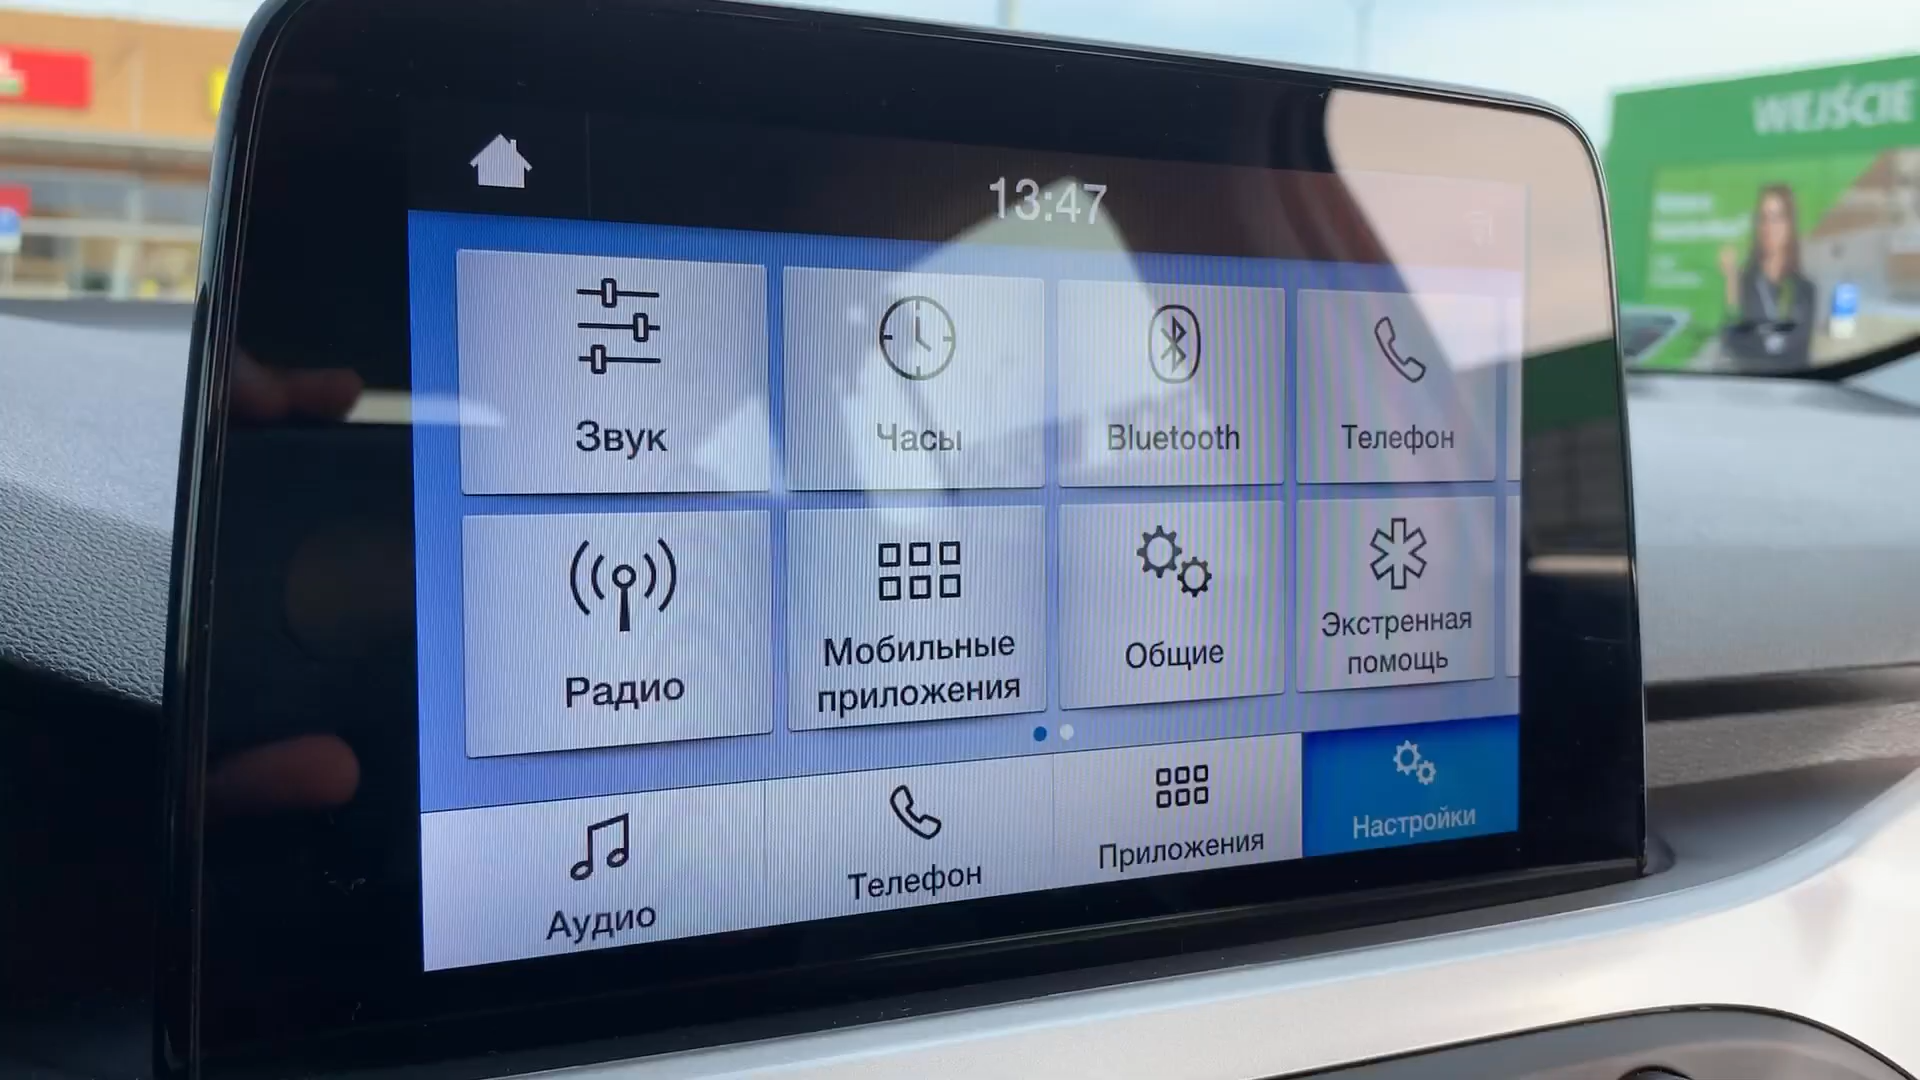 WEJŚCIE
13:47
Звук
Часы
Bluetooth
Телефон
Радио
Мобильные
приложения
Общие
Экстренная
помощь
Аудио
Телефон
Приложения
Настройки